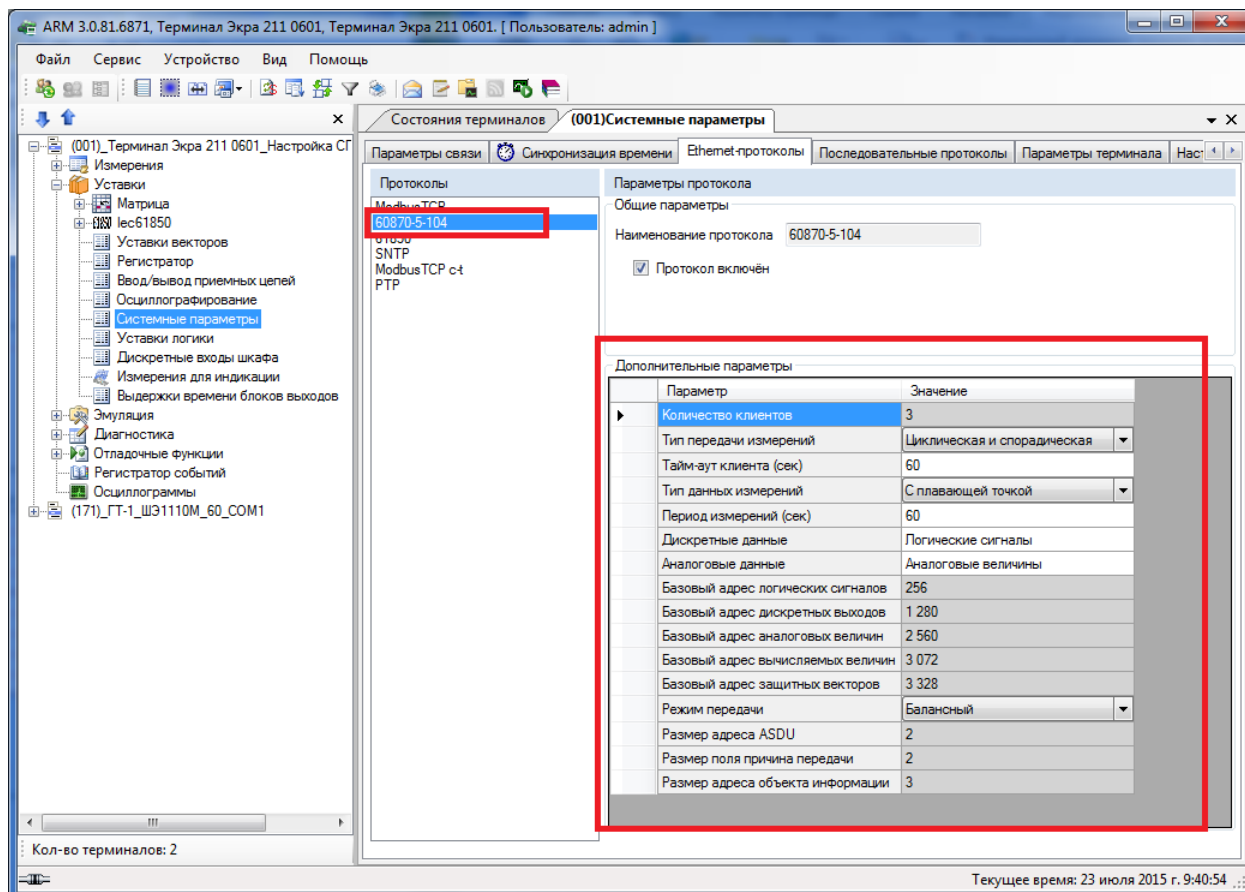 ARM 3.0.81.6871, Терминал Экра 211 0601, Терминал Экра 211 0601. [ Пользователь: admin ]
Файл Сервис Устройство Вид Помощь
Состояния терминалов (001)Системные параметры
(001)_Терминал Экра 211 0601_Настройка СГ
Измерения
Уставки
Матрица
Iec61850
Уставки векторов
Регистратор
Ввод/вывод приемных цепей
Осциллографирование
Системные параметры
Уставки логики
Дискретные входы шкафа
Измерения для индикации
Выдержки времени блоков выходов
Эмуляция
Диагностика
Отладочные функции
Регистратор событий
Осциллограммы
(171)_ГТ-1_ШЭ1110М_60_COM1
Кол-во терминалов: 2
Параметры связи Синхронизация времени Ethernet-протоколы Последовательные протоколы Параметры терминала Нас
Протоколы
ModbusTCP
60870-5-104
61850
SNTP
ModbusTCP c-t
PTP
Параметры протокола
Общие параметры
Наименование протокола 60870-5-104
Протокол включён
Дополнительные параметры
Параметр Значение
Количество клиентов 3
Тип передачи измерений Циклическая и спорадическая
Тайм-аут клиента (сек) 60
Тип данных измерений С плавающей точкой
Период измерений (сек) 60
Дискретные данные Логические сигналы
Аналоговые данные Аналоговые величины
Базовый адрес логических сигналов 256
Базовый адрес дискретных выходов 1 280
Базовый адрес аналоговых величин 2 560
Базовый адрес вычисляемых величин 3 072
Базовый адрес защитных векторов 3 328
Режим передачи Балансный
Размер адреса ASDU 2
Размер поля причина передачи 2
Размер адреса объекта информации 3
Текущее время: 23 июля 2015 г. 9:40:54